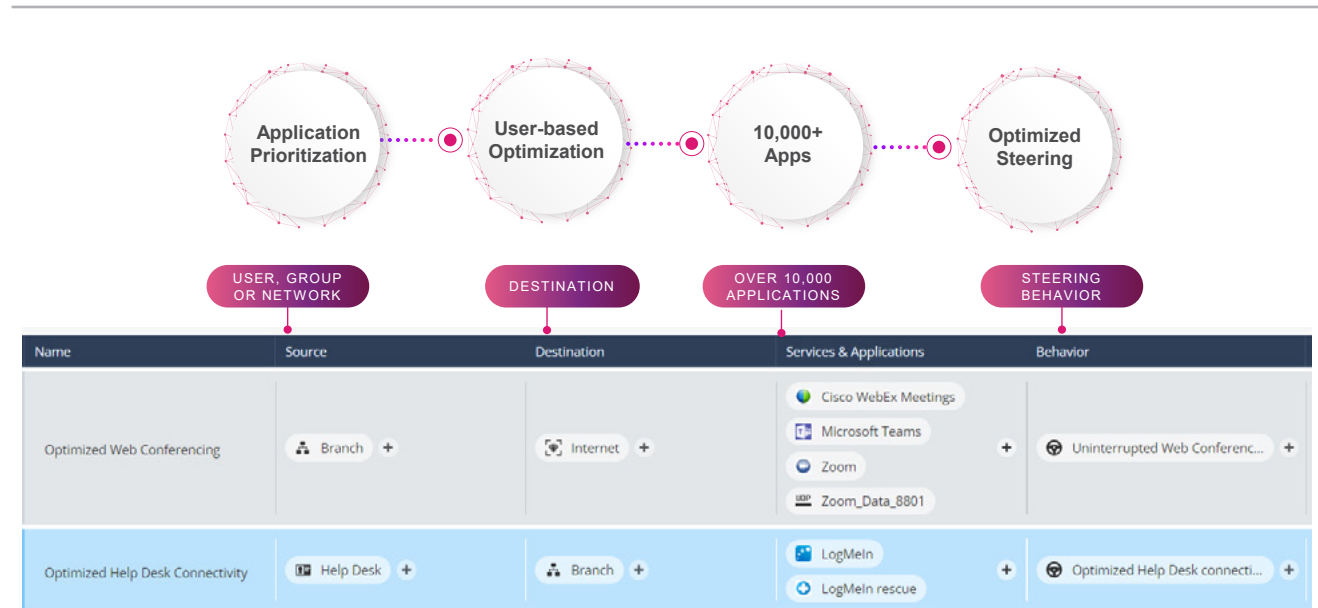 Application
Prioritization
User-based
Optimization
10,000+
Apps
Optimized
Steering
USER, GROUP
OR NETWORK
DESTINATION
OVER 10,000
APPLICATIONS
STEERING
BEHAVIOR
Name
Source
Destination
Services & Applications
Behavior
Optimized Web Conferencing
Branch +
Internet +
Cisco WebEx Meetings
Microsoft Teams
Zoom
UDP Zoom_Data_8801
+
Uninterrupted Web Conferenc... +
Optimized Help Desk Connectivity
Help Desk +
Branch +
LogMeIn
LogMeIn rescue
+
Optimized Help Desk connecti... +